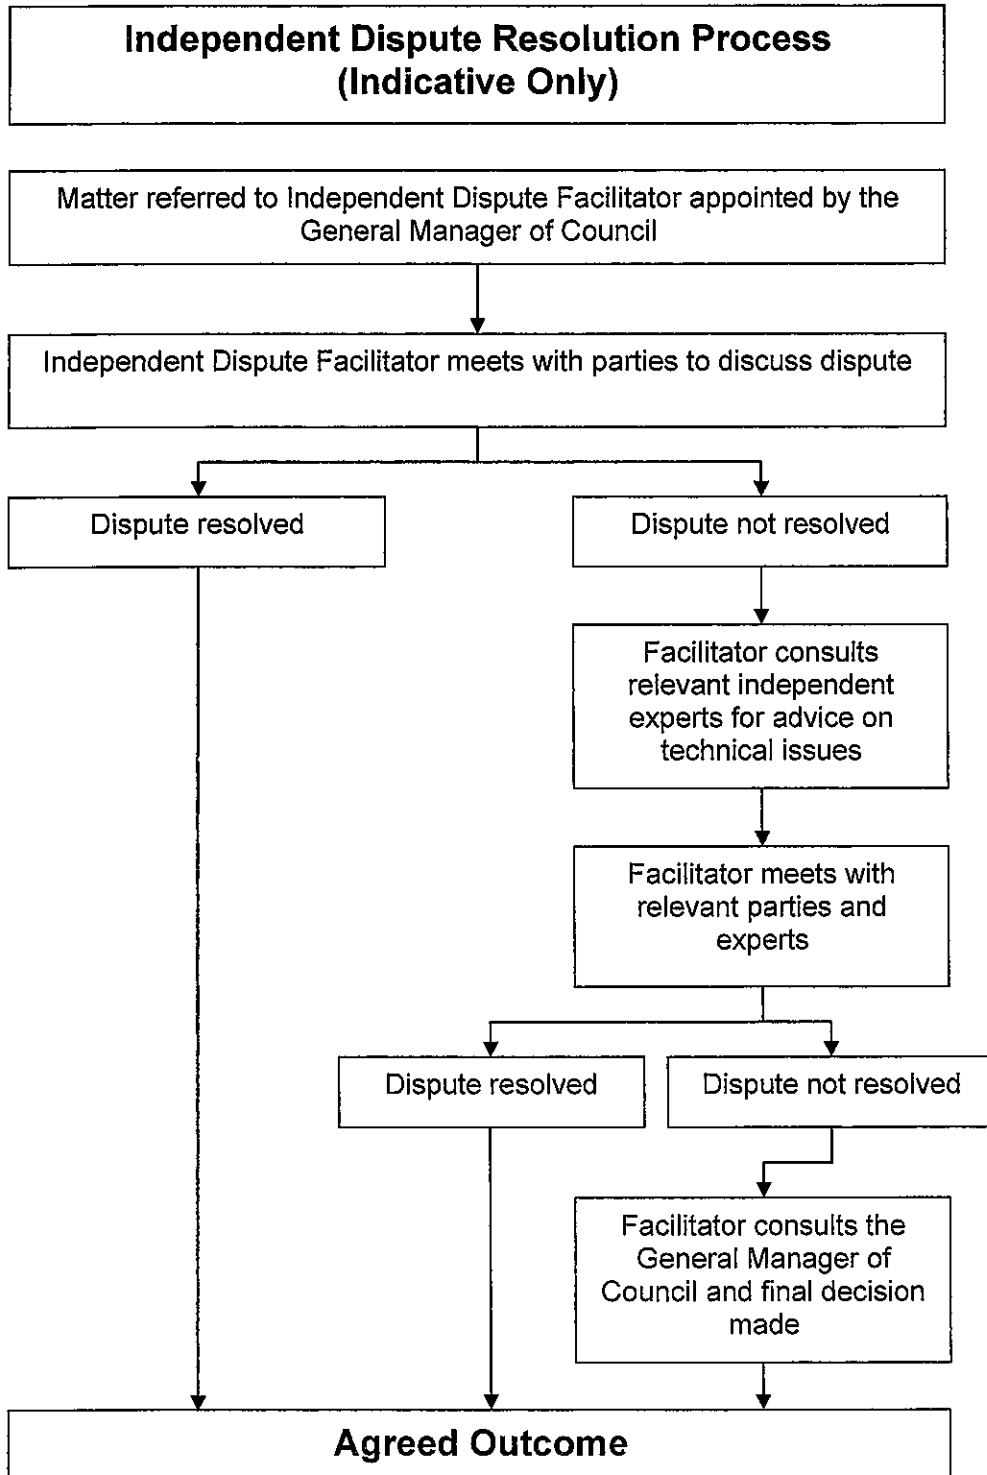 Independent Dispute Resolution Process
(Indicative Only)
Matter referred to Independent Dispute Facilitator appointed by the
General Manager of Council
Independent Dispute Facilitator meets with parties to discuss dispute
Dispute resolved
Dispute not resolved
Facilitator consults
relevant independent
experts for advice on
technical issues
Facilitator meets with
relevant parties and
experts
Dispute resolved
Dispute not resolved
Facilitator consults the
General Manager of
Council and final decision
made
Agreed Outcome